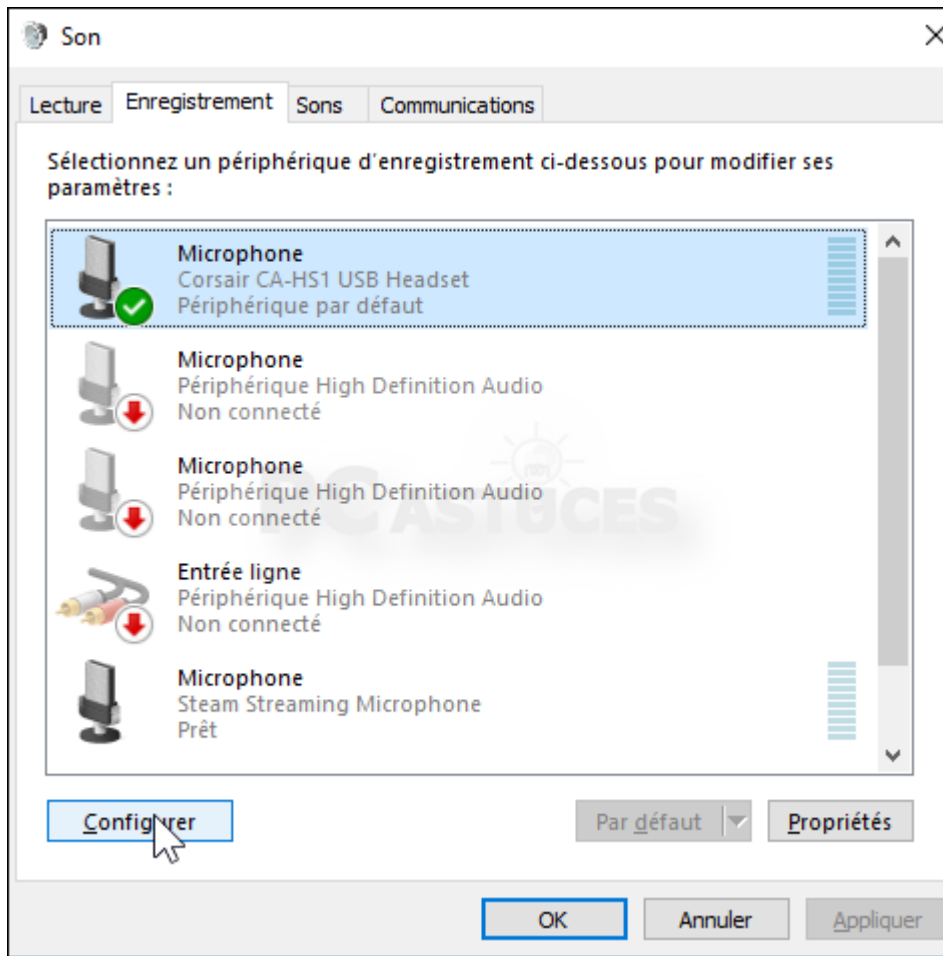 Son
Lecture Enregistrement Sons Communications
Sélectionnez un périphérique d'enregistrement ci-dessous pour modifier ses
paramètres :
Microphone
Corsair CA-HS1 USB Headset
Périphérique par défaut
Microphone
Périphérique High Definition Audio
Non connecté
Microphone
Périphérique High Definition Audio
Non connecté
PC ASTUCES
Entrée ligne
Périphérique High Definition Audio
Non connecté
Microphone
Steam Streaming Microphone
Prêt
Configurer Par défaut Propriétés
OK Annuler Appliquer